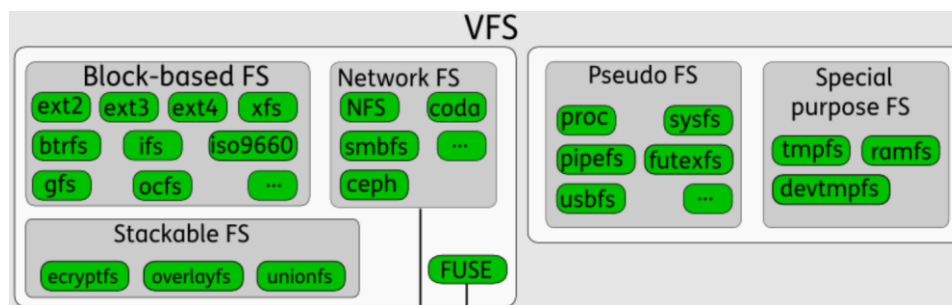 VFS
Block-based FS
ext2 ext3 ext4 xfs
btrfs ifs iso9660
gfs ocfs ...
Network FS
NFS coda
smbfs ...
ceph
Stackable FS
ecryptfs overlayfs unionfs
FUSE
Pseudo FS
proc sysfs
pipefs futexfs
usbfs ...
Special
purpose FS
tmpfs ramfs
devtmpfs